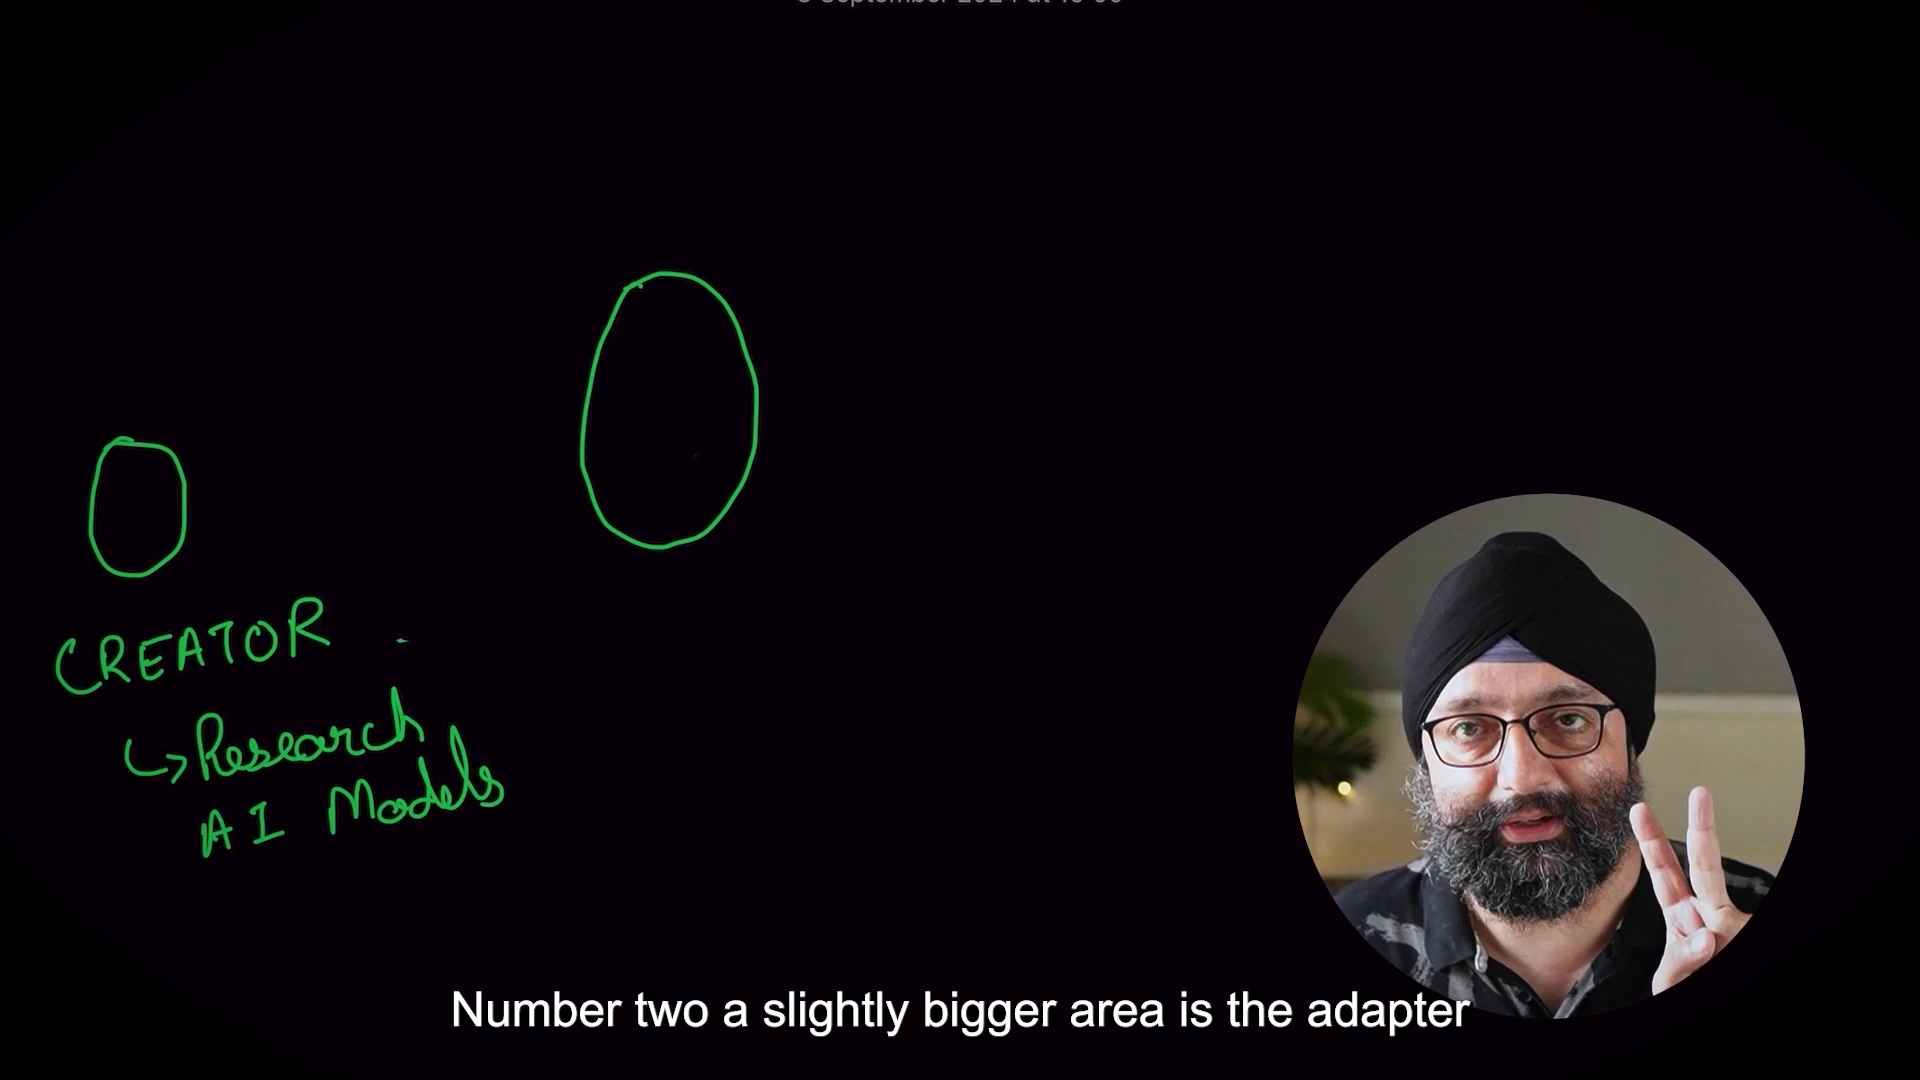 CREATOR
↳ Research
AI Models
Number two a slightly bigger area is the adapter